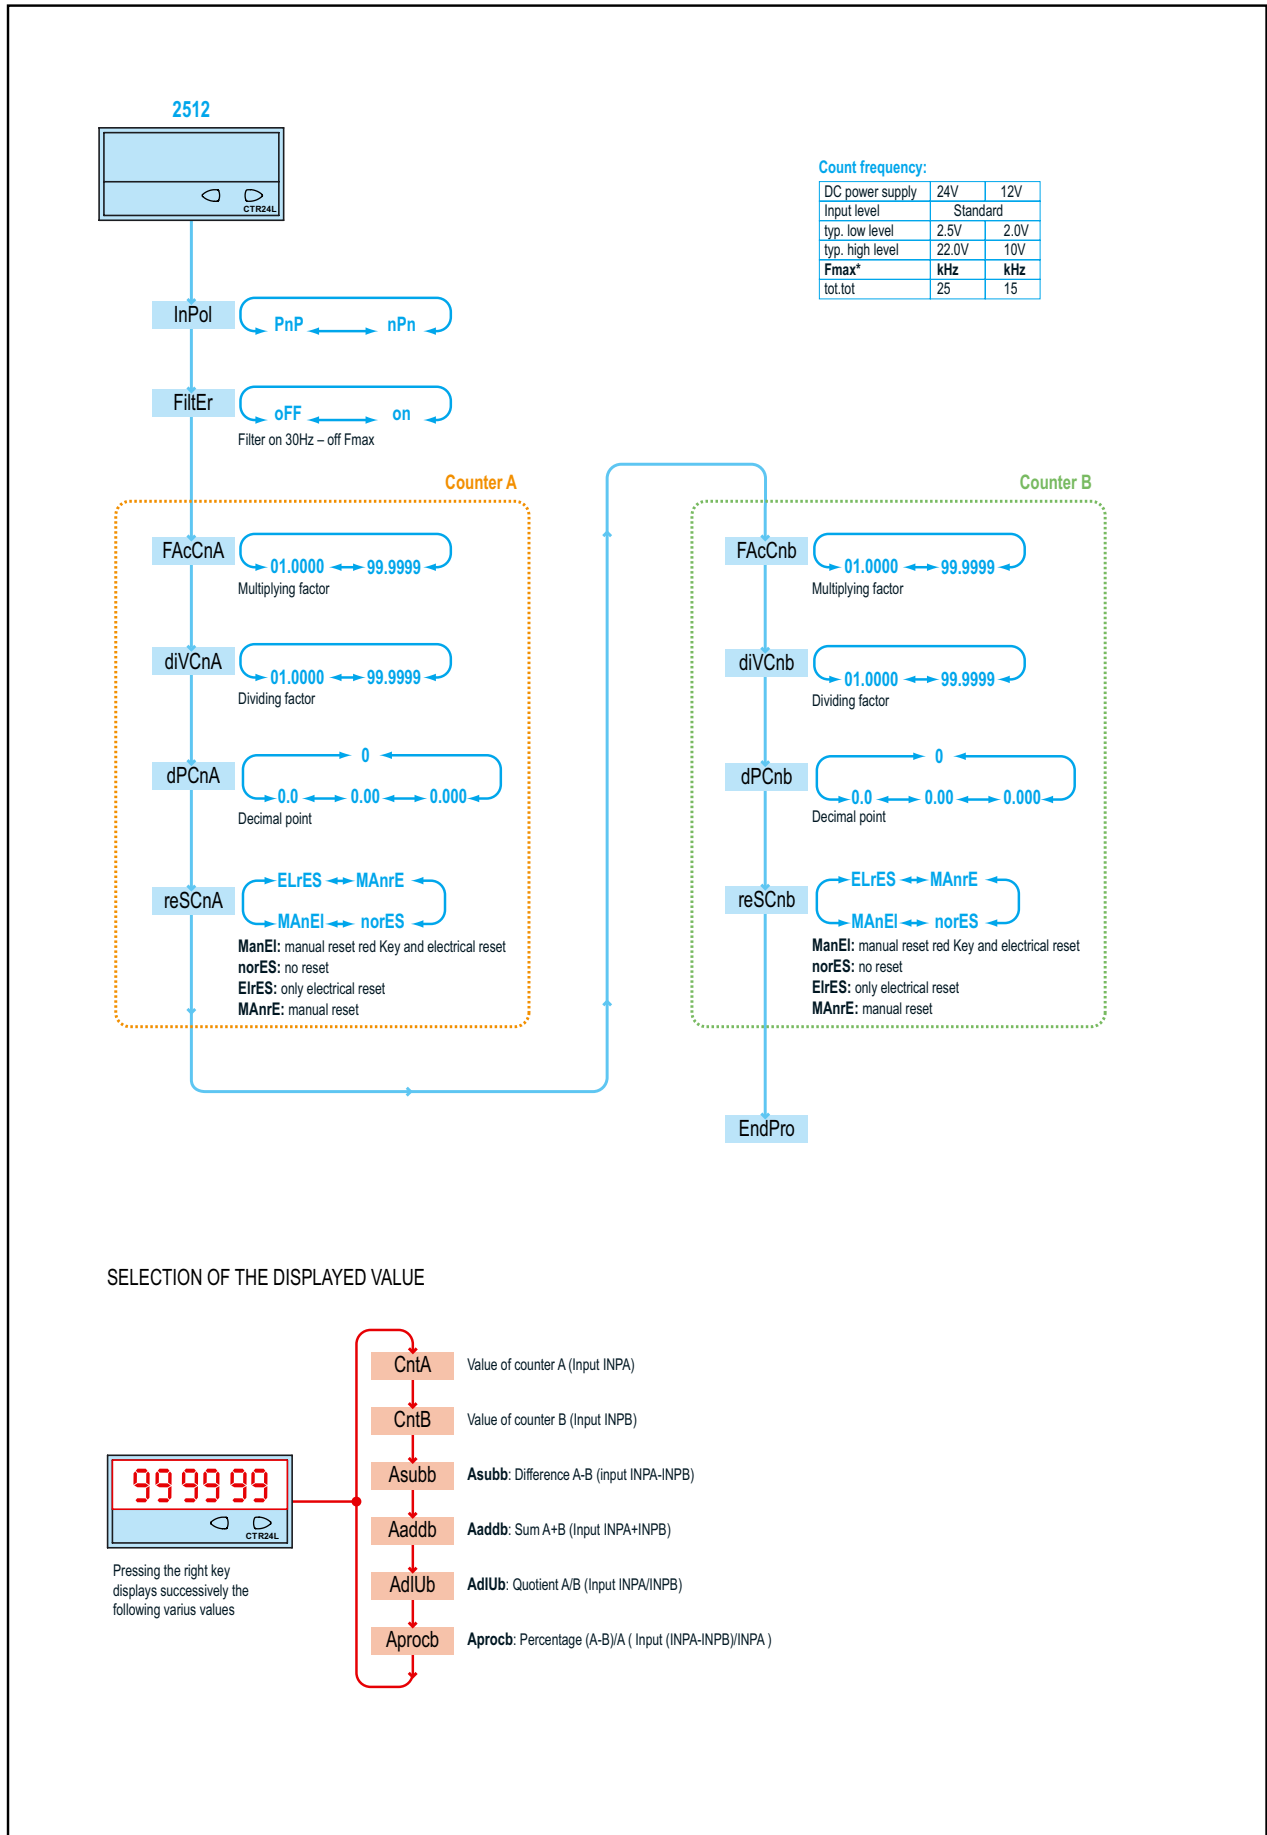 2512
CTR24L
Count frequency:
DC power supply 24V 12V
Input level Standard
typ. low level 2.5V 2.0V
typ. high level 22.0V 10V
Fmax* kHz kHz
tot.tot 25 15
InPol
PnP nPn
FiltEr
oFF on
Filter on 30Hz – off Fmax
Counter A
FAcCnA
01.0000 99.9999
Multiplying factor
diVCnA
01.0000 99.9999
Dividing factor
dPCnA
0
0.0 0.00 0.000
Decimal point
reSCnA
ELrES MAnrE
MAnEl norES
ManEl: manual reset red Key and electrical reset
norES: no reset
ElrES: only electrical reset
MAnrE: manual reset
Counter B
FAcCnb
01.0000 99.9999
Multiplying factor
diVCnb
01.0000 99.9999
Dividing factor
dPCnb
0
0.0 0.00 0.000
Decimal point
reSCnb
ELrES MAnrE
MAnEl norES
ManEl: manual reset red Key and electrical reset
norES: no reset
ElrES: only electrical reset
MAnrE: manual reset
EndPro
SELECTION OF THE DISPLAYED VALUE
999999
CTR24L
Pressing the right key
displays successively the
following varius values
CntA Value of counter A (Input INPA)
CntB Value of counter B (Input INPB)
Asubb Asubb: Difference A-B (input INPA-INPB)
Aaddb Aaddb: Sum A+B (Input INPA+INPB)
AdIUb AdIUb: Quotient A/B (Input INPA/INPB)
Aprocb Aprocb: Percentage (A-B)/A ( Input (INPA-INPB)/INPA )